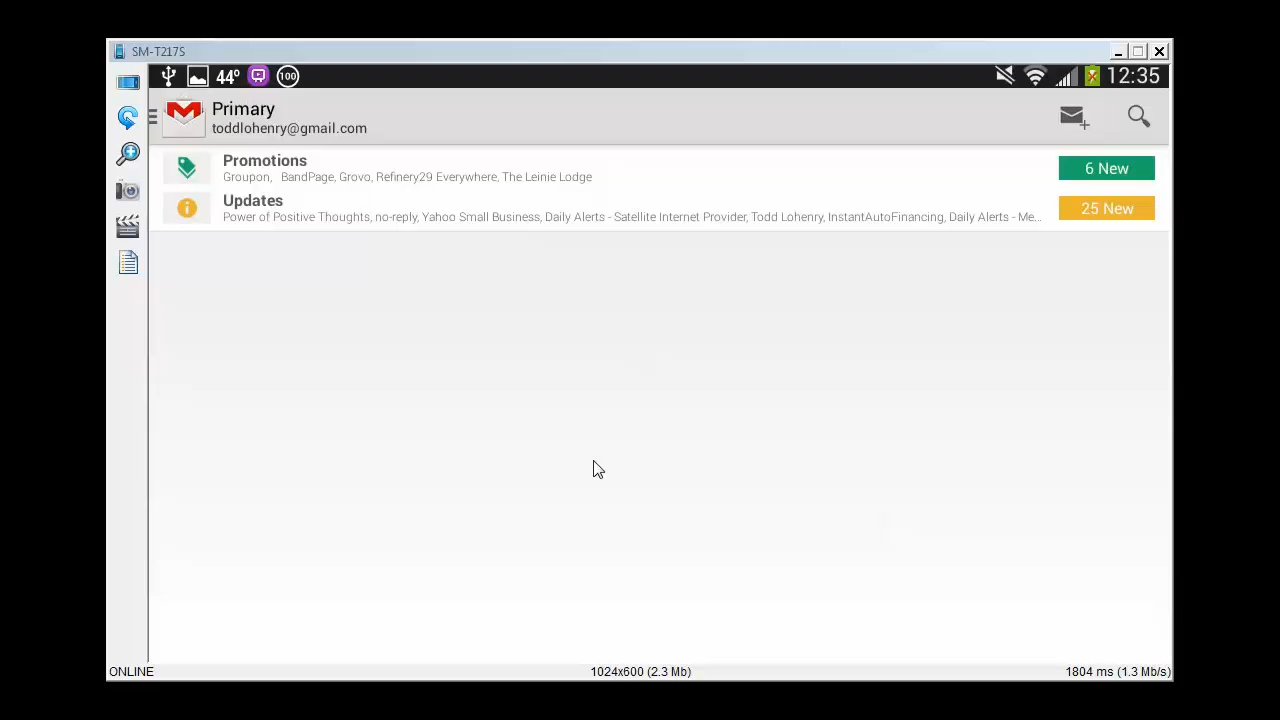 SM-T217S
44° 100 12:35
Primary
toddlohenry@gmail.com
Promotions
Groupon, BandPage, Grovo, Refinery29 Everywhere, The Leinie Lodge
6 New
Updates
Power of Positive Thoughts, no-reply, Yahoo Small Business, Daily Alerts - Satellite Internet Provider, Todd Lohenry, InstantAutoFinancing, Daily Alerts - Me...
25 New
ONLINE 1024x600 (2.3 Mb) 1804 ms (1.3 Mb/s)